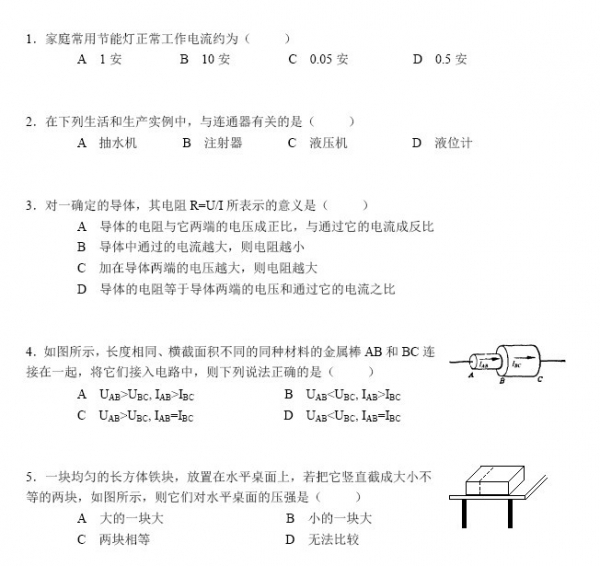 1．家庭常用节能灯正常工作电流约为（ ）
A 1 安 B 10 安 C 0.05 安 D 0.5 安
2．在下列生活和生产实例中，与连通器有关的是（ ）
A 抽水机 B 注射器 C 液压机 D 液位计
3．对一确定的导体，其电阻 R=U/I 所表示的意义是（ ）
A 导体的电阻与它两端的电压成正比，与通过它的电流成反比
B 导体中通过的电流越大，则电阻越小
C 加在导体两端的电压越大，则电阻越大
D 导体的电阻等于导体两端的电压和通过它的电流之比
4．如图所示，长度相同、横截面积不同的同种材料的金属棒 AB 和 BC 连
接在一起，将它们接入电路中，则下列说法正确的是（ ）
A UAB>UBC, IAB>IBC B UAB<UBC, IAB>IBC
C UAB>UBC, IAB=IBC D UAB<UBC, IAB=IBC
IAB IBC
A B C
5．一块均匀的长方体铁块，放置在水平桌面上，若把它竖直截成大小不
等的两块，如图所示，则它们对水平桌面的压强是（ ）
A 大的一块大 B 小的一块大
C 两块相等 D 无法比较